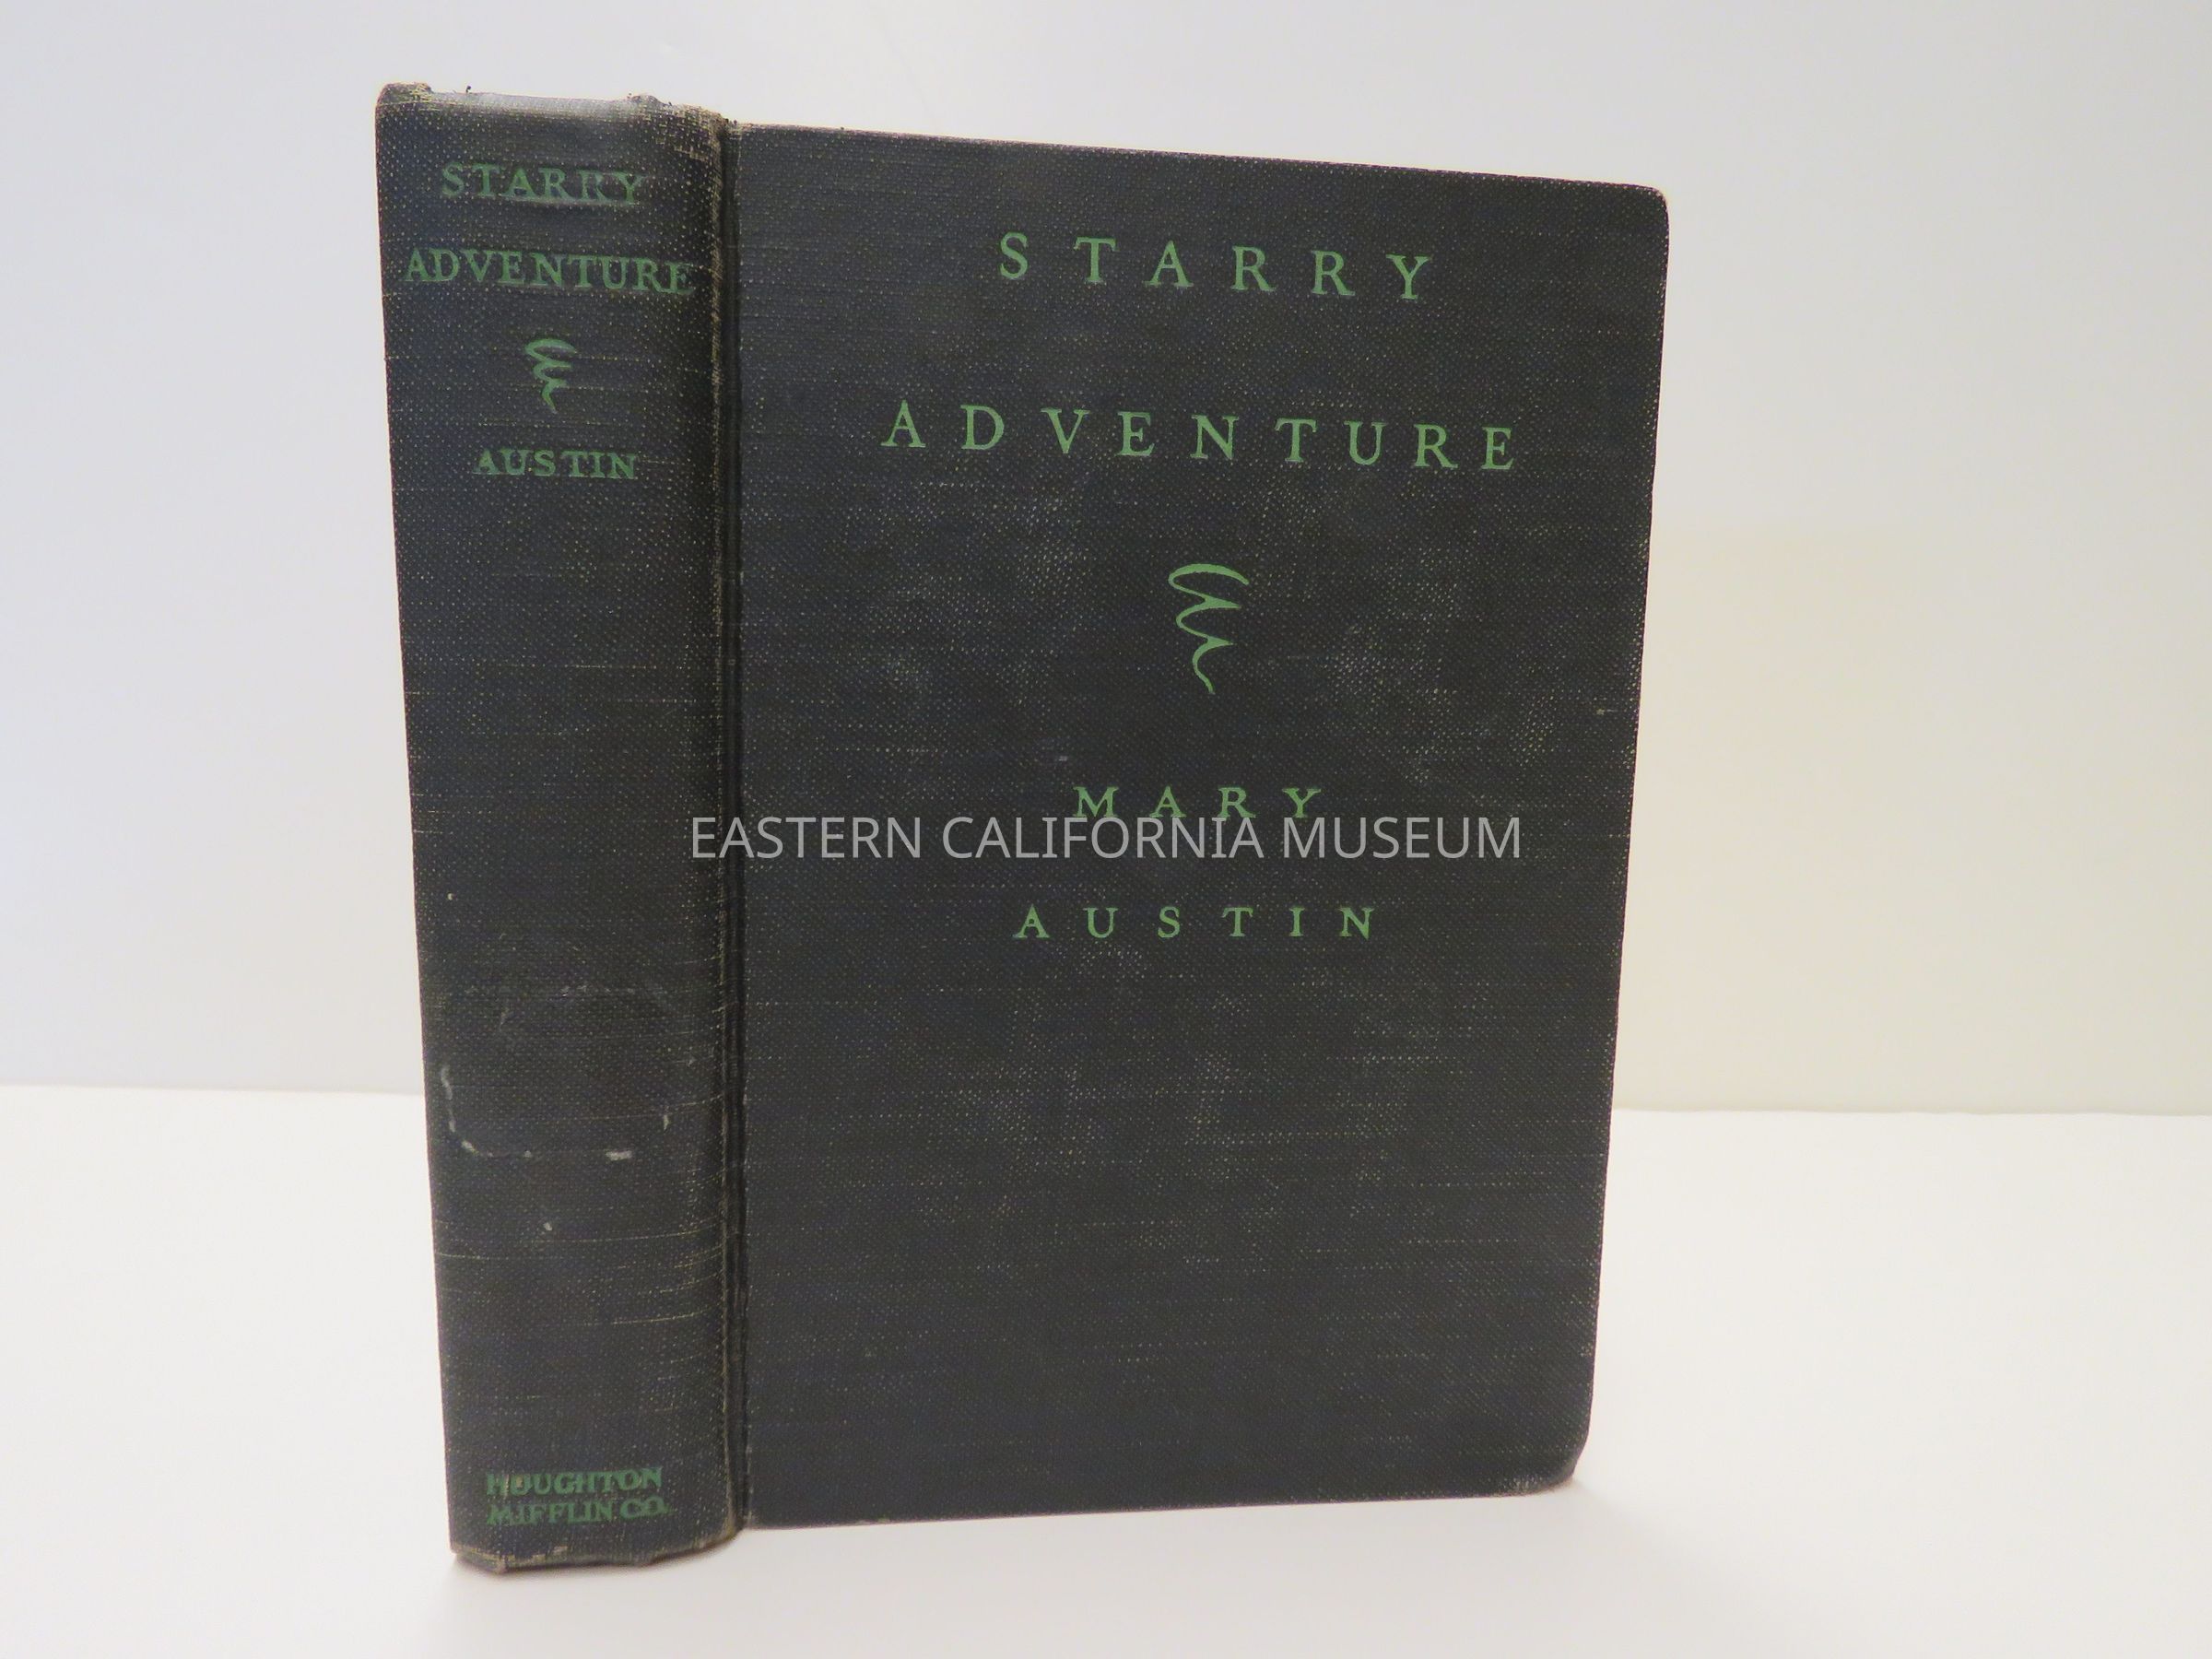 STARRY
ADVENTURE
AUSTIN
HOUGHTON
MIFFLIN CO.
STARRY
ADVENTURE
MARY
EASTERN CALIFORNIA MUSEUM
AUSTIN